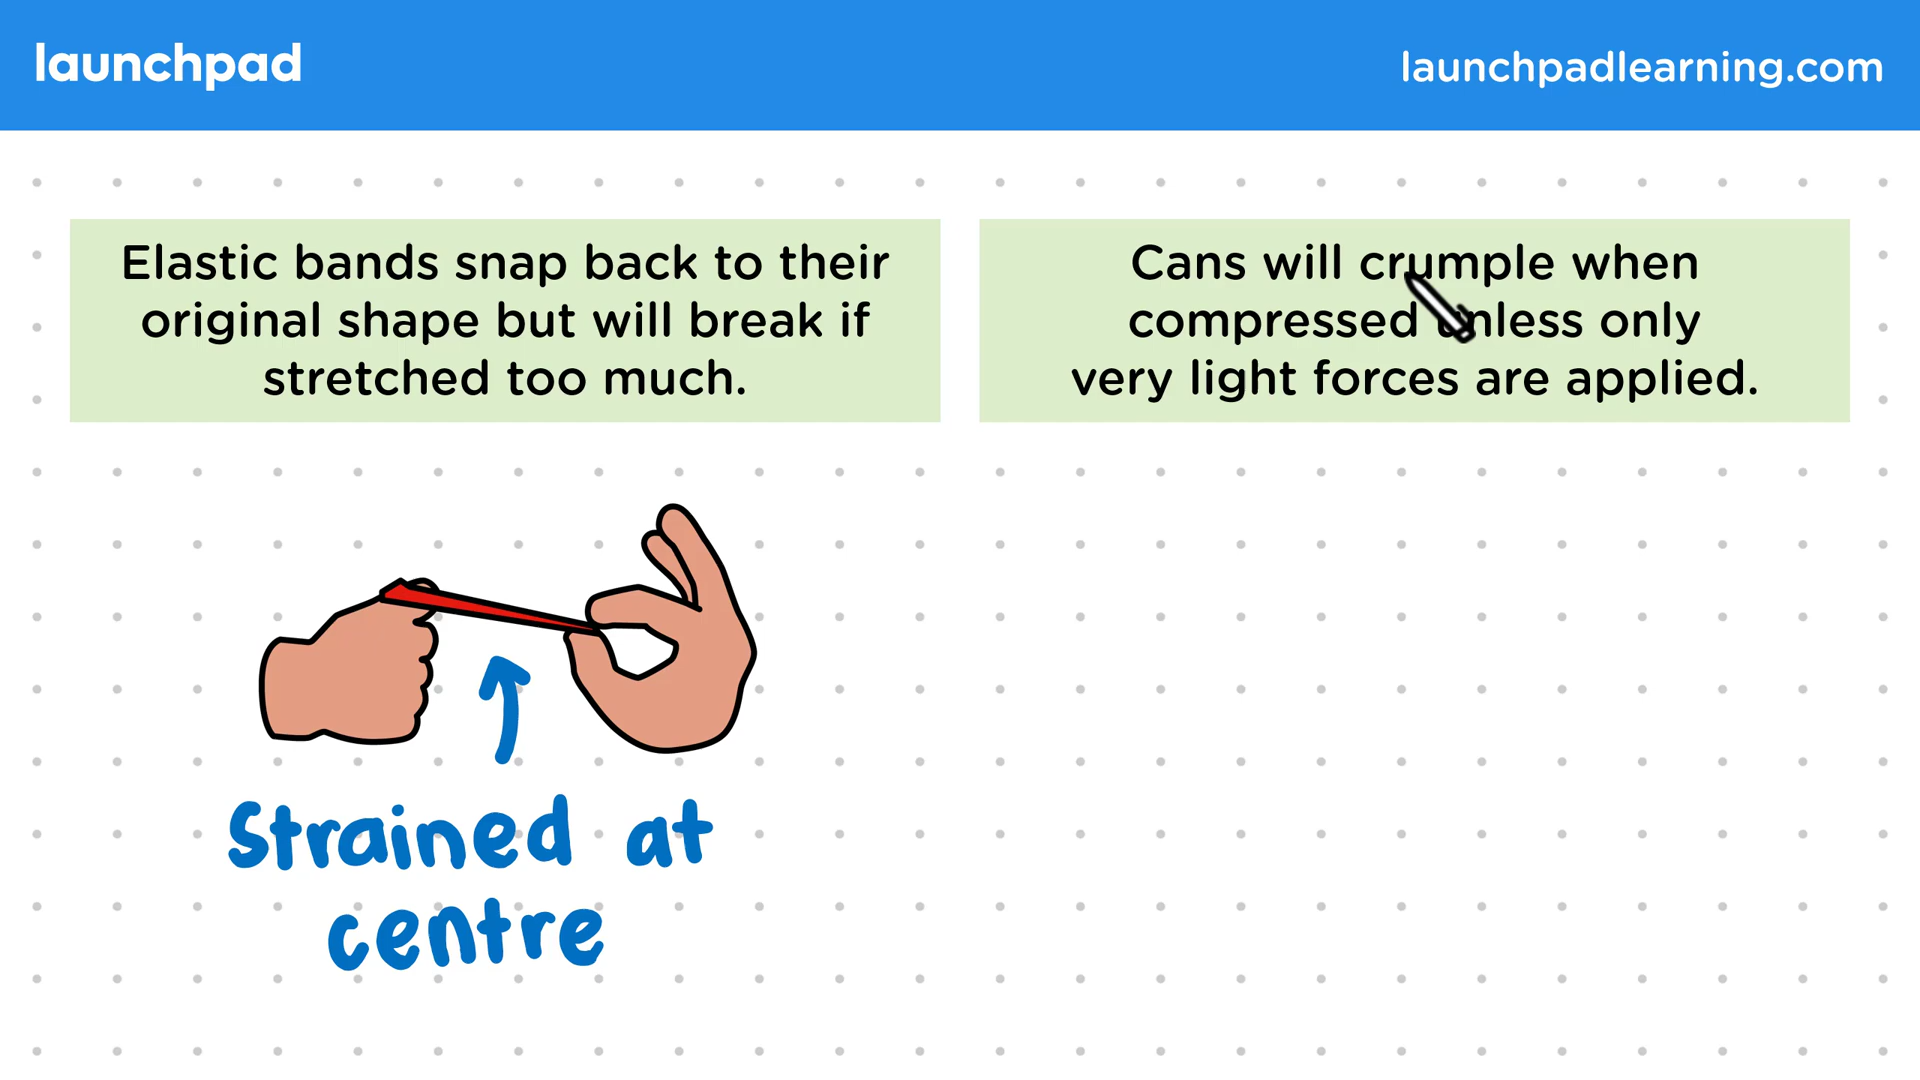 launchpad
launchpadlearning.com
Elastic bands snap back to their
original shape but will break if
stretched too much.
Cans will crumple when
compressed unless only
very light forces are applied.
Strained at
centre